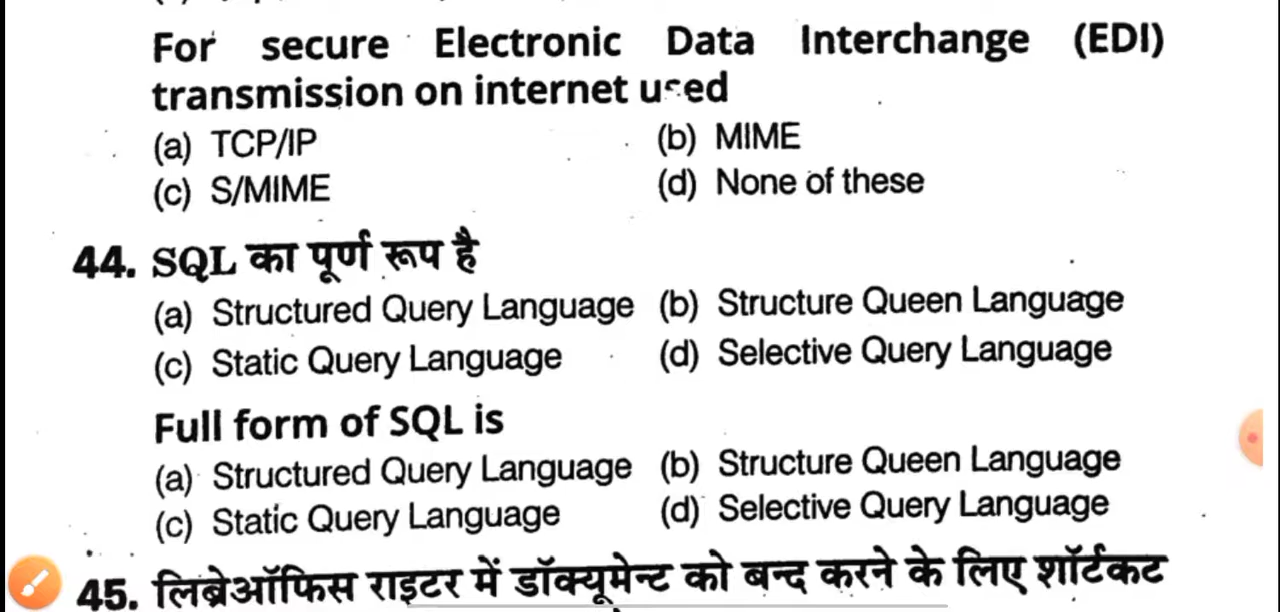 For secure Electronic Data Interchange (EDI)
transmission on internet used
(a) TCP/IP (b) MIME
(c) S/MIME (d) None of these
44. SQL का पूर्ण रूप है
(a) Structured Query Language (b) Structure Queen Language
(c) Static Query Language (d) Selective Query Language
Full form of SQL is
(a) Structured Query Language (b) Structure Queen Language
(c) Static Query Language (d) Selective Query Language
45. लिब्रेऑफिस राइटर में डॉक्यूमेन्ट को बन्द करने के लिए शॉर्टकट